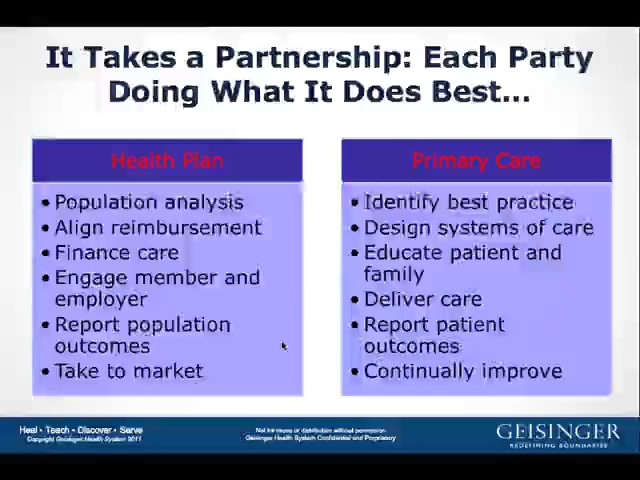 It Takes a Partnership: Each Party
Doing What It Does Best...
Health Plan
• Population analysis
• Align reimbursement
• Finance care
• Engage member and
employer
• Report population
outcomes
• Take to market
Primary Care
• Identify best practice
• Design systems of care
• Educate patient and
family
• Deliver care
• Report patient
outcomes
• Continually improve
Heal • Teach • Discover • Serve
Copyright Geisinger Health System 2011
Not for reuse or distribution without permission
Geisinger Health System Confidential and Proprietary
GEISINGER
REDEFINING BOUNDARIES